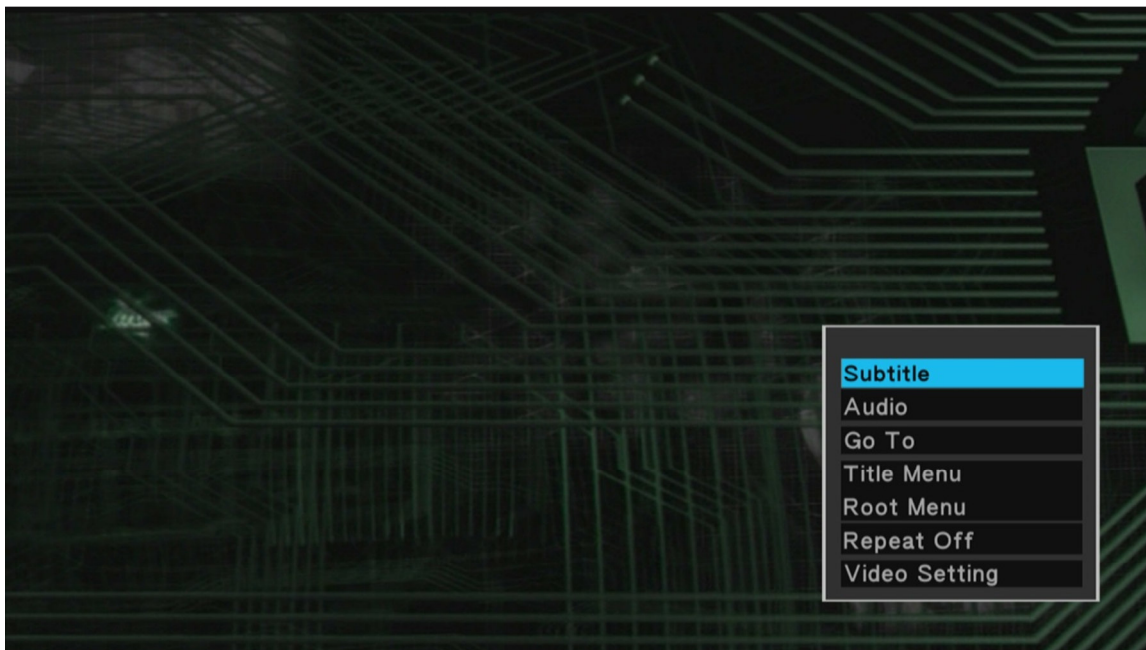 Subtitle
Audio
Go To
Title Menu
Root Menu
Repeat Off
Video Setting